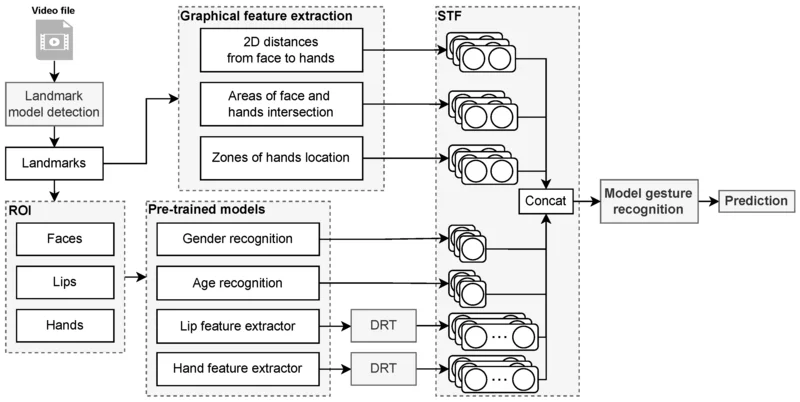 Video file
Landmark
model detection
Landmarks
ROI
Faces
Lips
Hands
Graphical feature extraction
2D distances
from face to hands
Areas of face and
hands intersection
Zones of hands location
Pre-trained models
Gender recognition
Age recognition
Lip feature extractor
Hand feature extractor
DRT
DRT
STF
...
...
Concat
Model gesture
recognition
Prediction